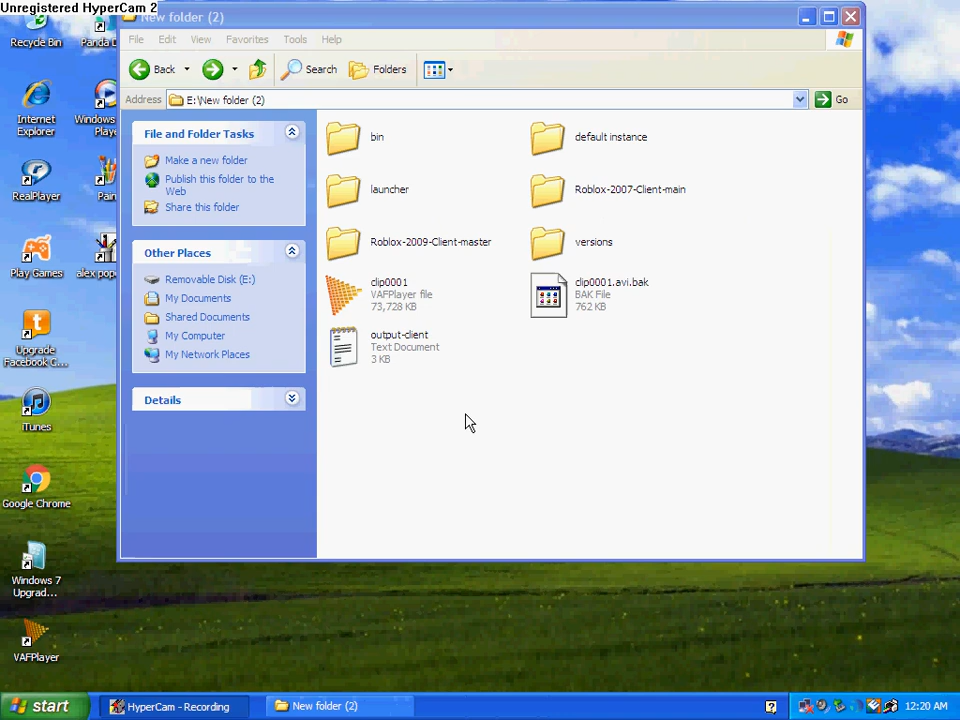 Unregistered HyperCam 2
New folder (2)
File Edit View Favorites Tools Help
Back Search Folders
Address E:\New folder (2) Go
Recycle Bin
Panda D
Internet
Explorer
Windows
Playe
RealPlayer
Pain
Play Games
alex pop
Upgrade
Facebook C...
iTunes
Google Chrome
Windows 7
Upgrad...
VAFPlayer
File and Folder Tasks
Make a new folder
Publish this folder to the
Web
Share this folder
Other Places
Removable Disk (E:)
My Documents
Shared Documents
My Computer
My Network Places
Details
bin
default instance
launcher
Roblox-2007-Client-main
Roblox-2009-Client-master
versions
clip0001
VAFPlayer file
73,728 KB
clip0001.avi.bak
BAK File
762 KB
output-client
Text Document
3 KB
start
HyperCam - Recording
New folder (2)
12:20 AM